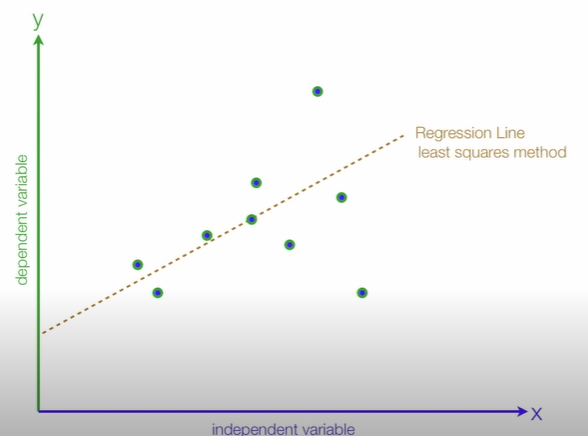 y
dependent variable
Regression Line
least squares method
x
independent variable